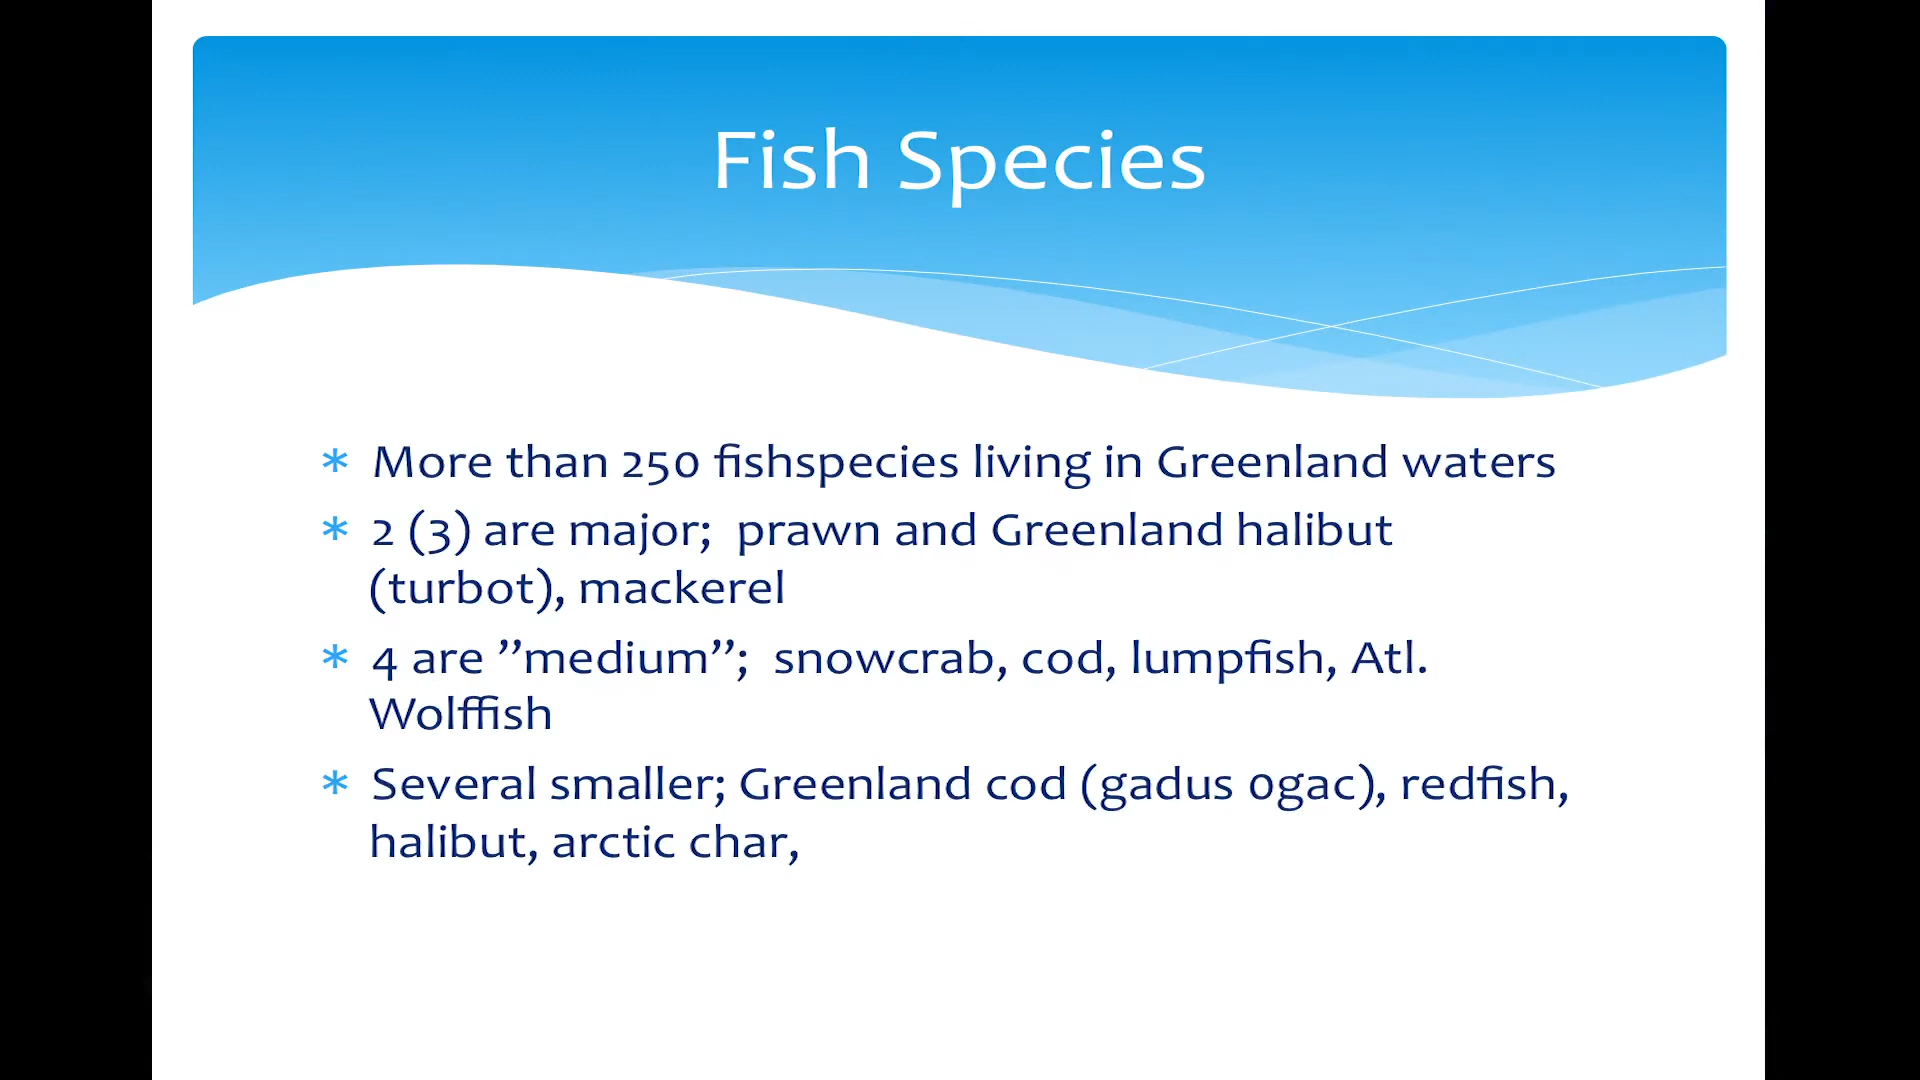 Fish Species
* More than 250 fishspecies living in Greenland waters
* 2 (3) are major;  prawn and Greenland halibut
(turbot), mackerel
* 4 are ”medium”;  snowcrab, cod, lumpfish, Atl.
Wolffish
* Several smaller; Greenland cod (gadus 0gac), redfish,
halibut, arctic char,